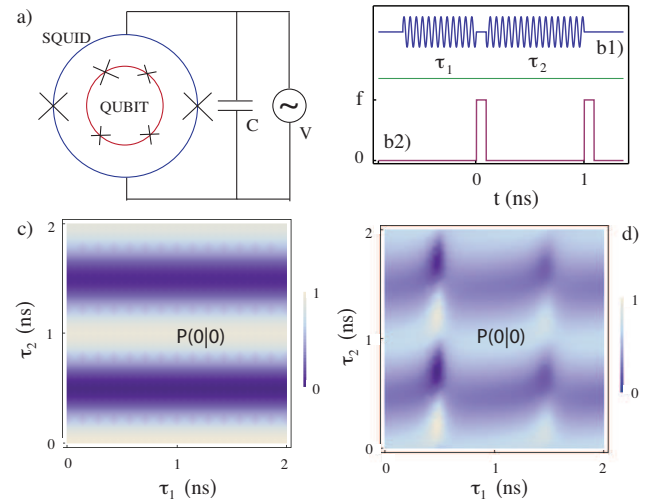 a)
SQUID
QUBIT
C
~
V
b1)
τ1
τ2
f
b2)
0
0
1
t (ns)
c)
2
P(0|0)
1
τ2 (ns)
0
0
1
2
τ1 (ns)
1
0
d)
2
P(0|0)
1
τ2 (ns)
0
0
1
2
τ1 (ns)
1
0